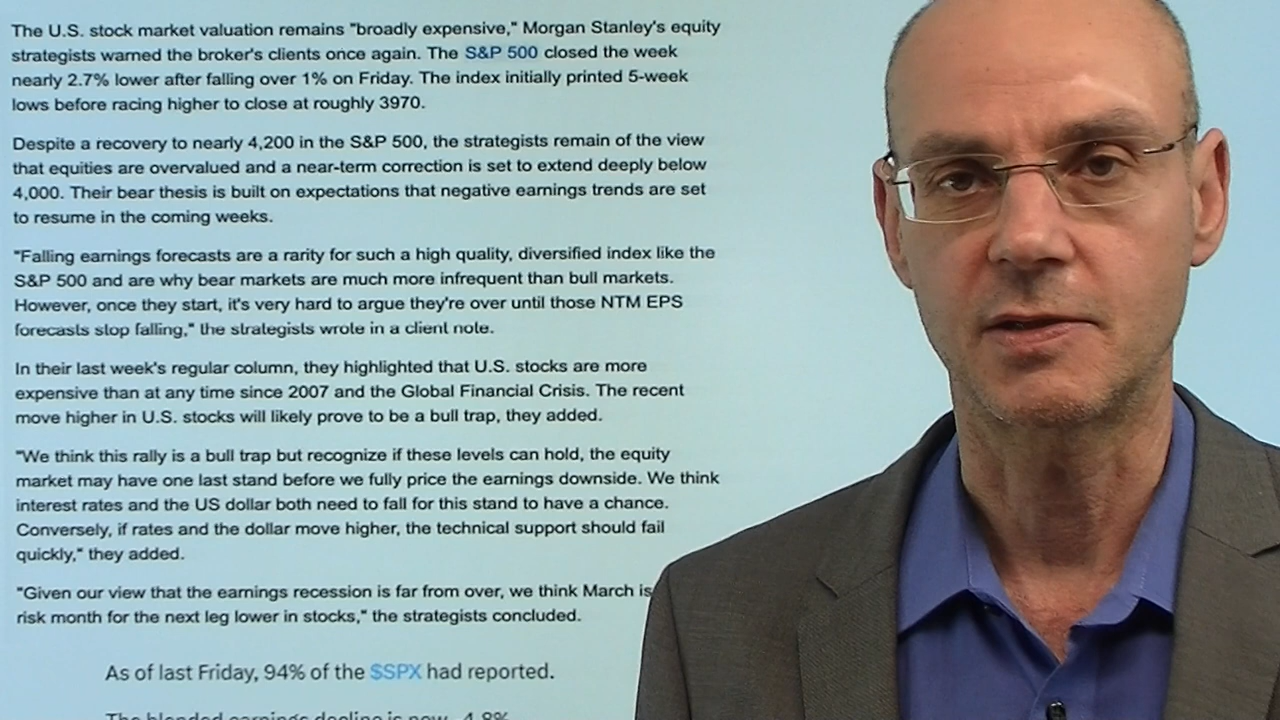 The U.S. stock market valuation remains "broadly expensive," Morgan Stanley's equity
strategists warned the broker's clients once again. The S&P 500 closed the week
nearly 2.7% lower after falling over 1% on Friday. The index initially printed 5-week
lows before racing higher to close at roughly 3970.
Despite a recovery to nearly 4,200 in the S&P 500, the strategists remain of the view
that equities are overvalued and a near-term correction is set to extend deeply below
4,000. Their bear thesis is built on expectations that negative earnings trends are set
to resume in the coming weeks.
"Falling earnings forecasts are a rarity for such a high quality, diversified index like the
S&P 500 and are why bear markets are much more infrequent than bull markets.
However, once they start, it's very hard to argue they're over until those NTM EPS
forecasts stop falling," the strategists wrote in a client note.
In their last week's regular column, they highlighted that U.S. stocks are more
expensive than at any time since 2007 and the Global Financial Crisis. The recent
move higher in U.S. stocks will likely prove to be a bull trap, they added.
"We think this rally is a bull trap but recognize if these levels can hold, the equity
market may have one last stand before we fully price the earnings downside. We think
interest rates and the US dollar both need to fall for this stand to have a chance.
Conversely, if rates and the dollar move higher, the technical support should fail
quickly," they added.
"Given our view that the earnings recession is far from over, we think March is
risk month for the next leg lower in stocks," the strategists concluded.
As of last Friday, 94% of the $SPX had reported.
The blended earnings decline is now -4.8%